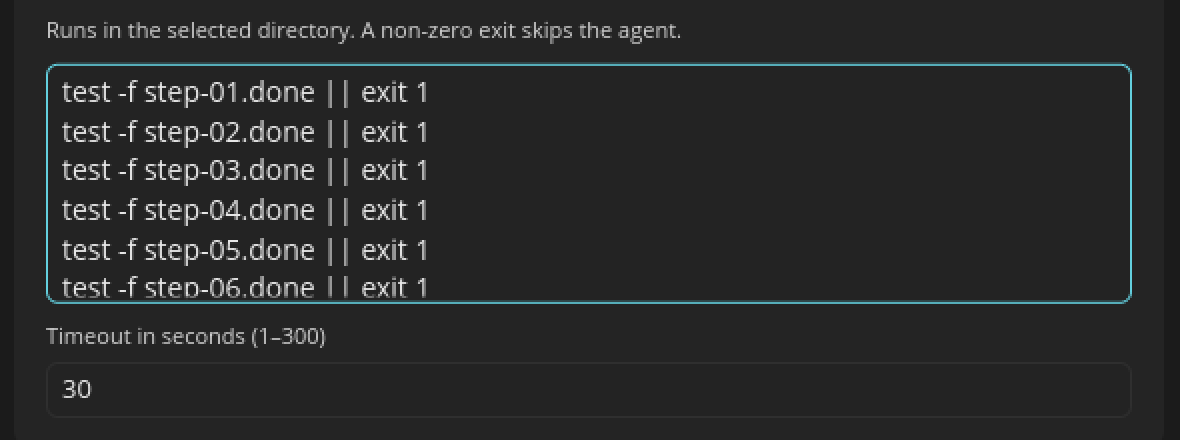 Runs in the selected directory. A non-zero exit skips the agent.
test -f step-01.done || exit 1
test -f step-02.done || exit 1
test -f step-03.done || exit 1
test -f step-04.done || exit 1
test -f step-05.done || exit 1
test -f step-06.done || exit 1
Timeout in seconds (1–300)
30